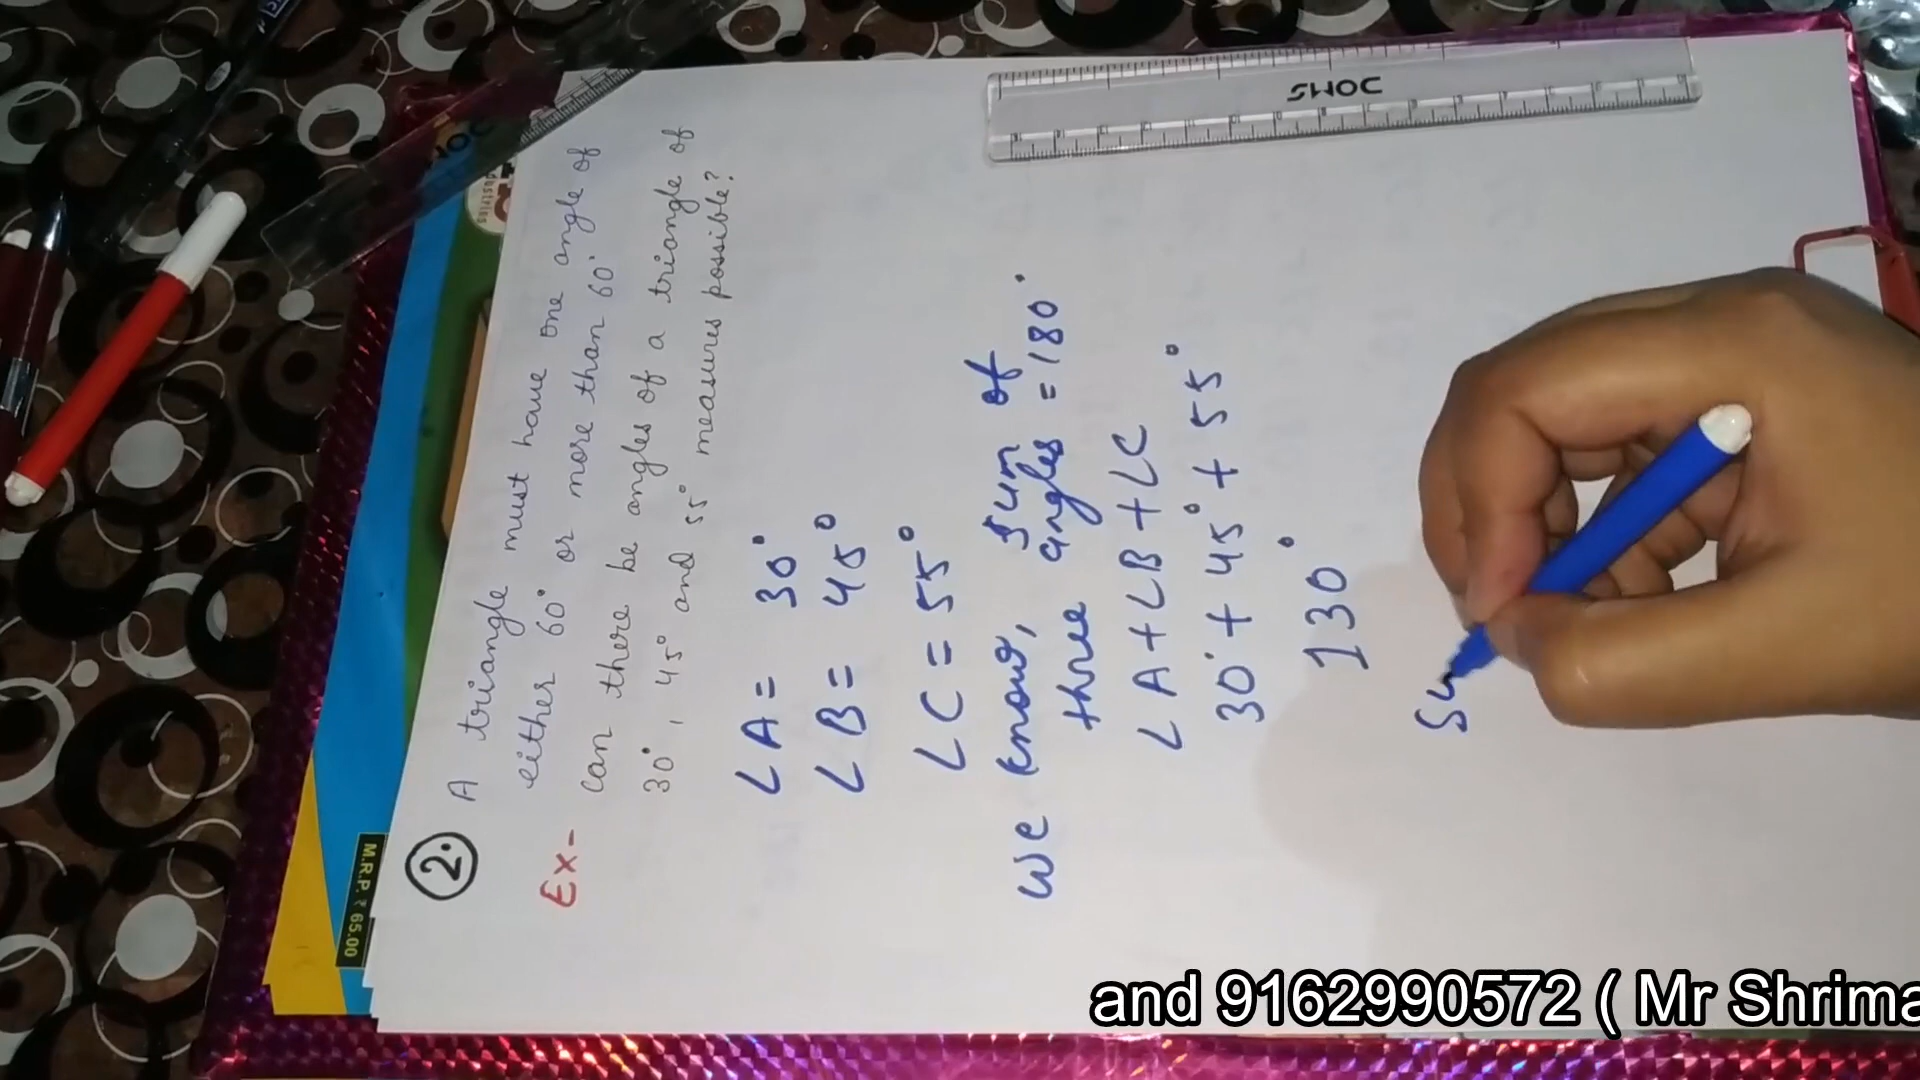 2.
A triangle must have one angle of
either 60° or more than 60°
Ex-
can there be angles of a triangle of
30°, 45° and 55° measures possible?
∠A = 30°
∠B = 45°
∠C = 55°
We know, sum of
three angles = 180°
∠A + ∠B + ∠C
30° + 45° + 55°
130°
Su
DOMS
M.R.P. ₹ 65.00
and 9162990572 ( Mr Shrima